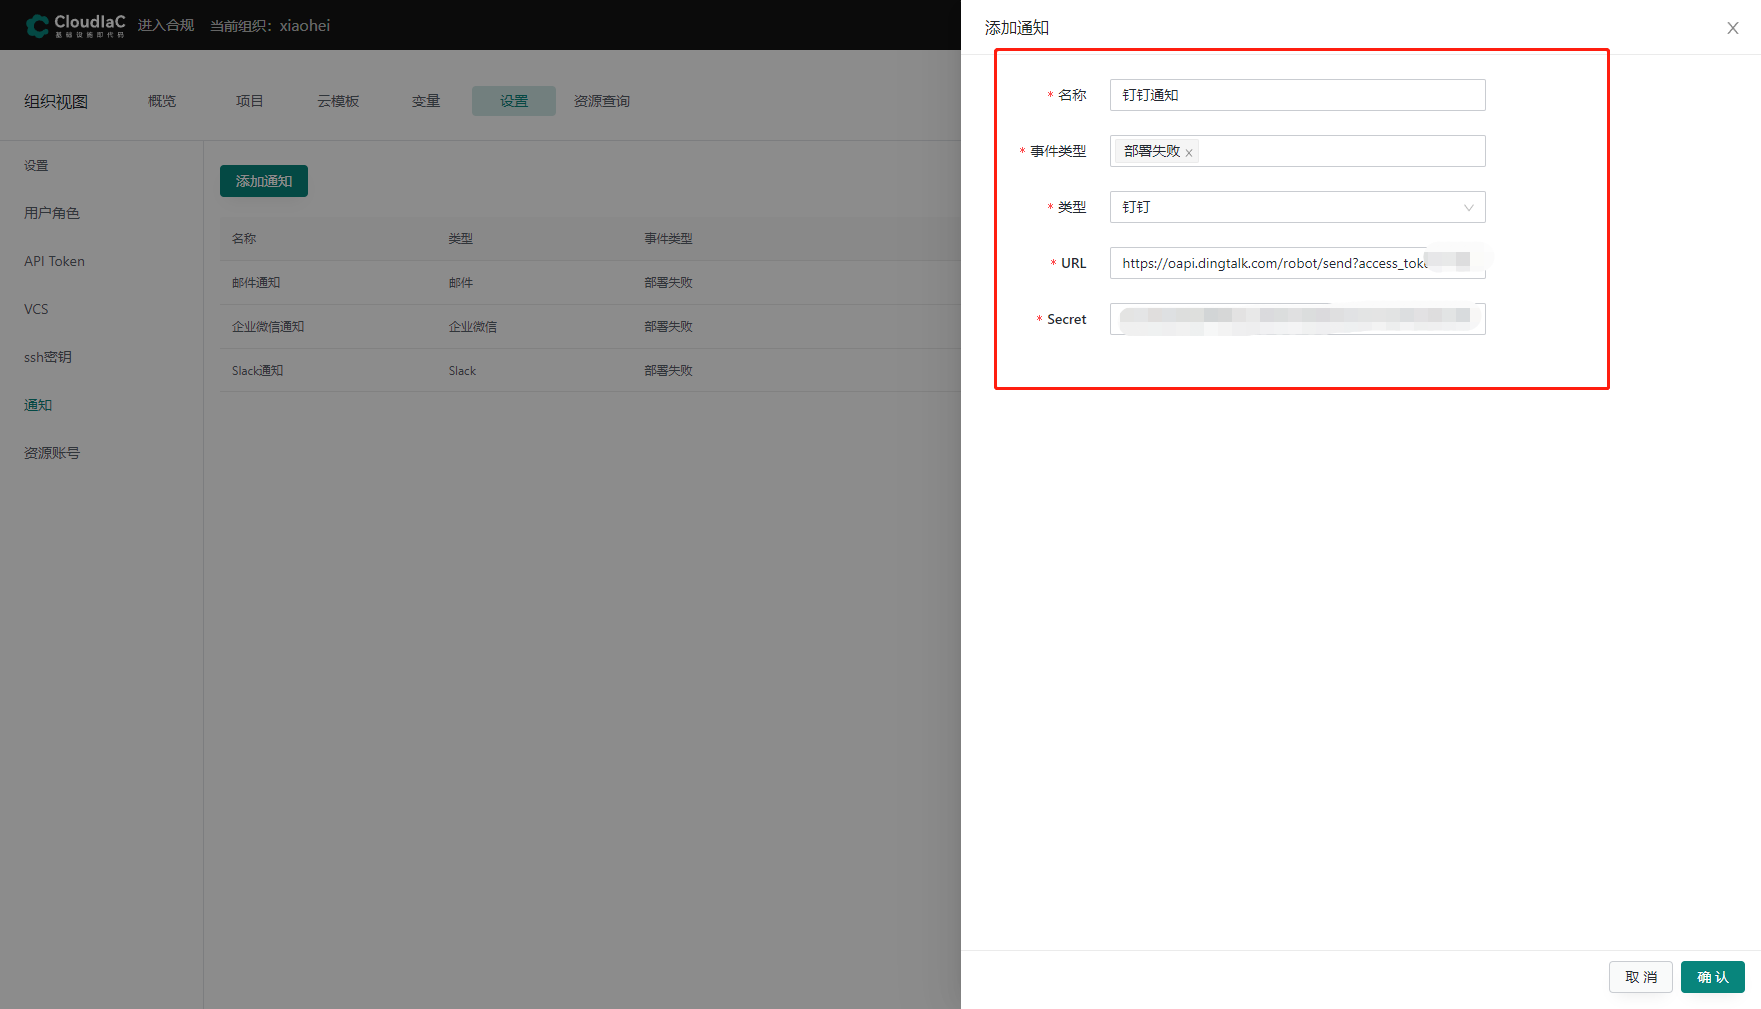 CloudIaC
基础设施即代码
进入合规
当前组织：xiaohei
组织视图
概览
项目
云模板
变量
设置
资源查询
设置
用户角色
API Token
VCS
ssh密钥
通知
资源账号
添加通知
名称 类型 事件类型
邮件通知 邮件 部署失败
企业微信通知 企业微信 部署失败
Slack通知 Slack 部署失败
添加通知
* 名称 钉钉通知
* 事件类型 部署失败 x
* 类型 钉钉
* URL https://oapi.dingtalk.com/robot/send?access_tok
* Secret
取 消
确 认